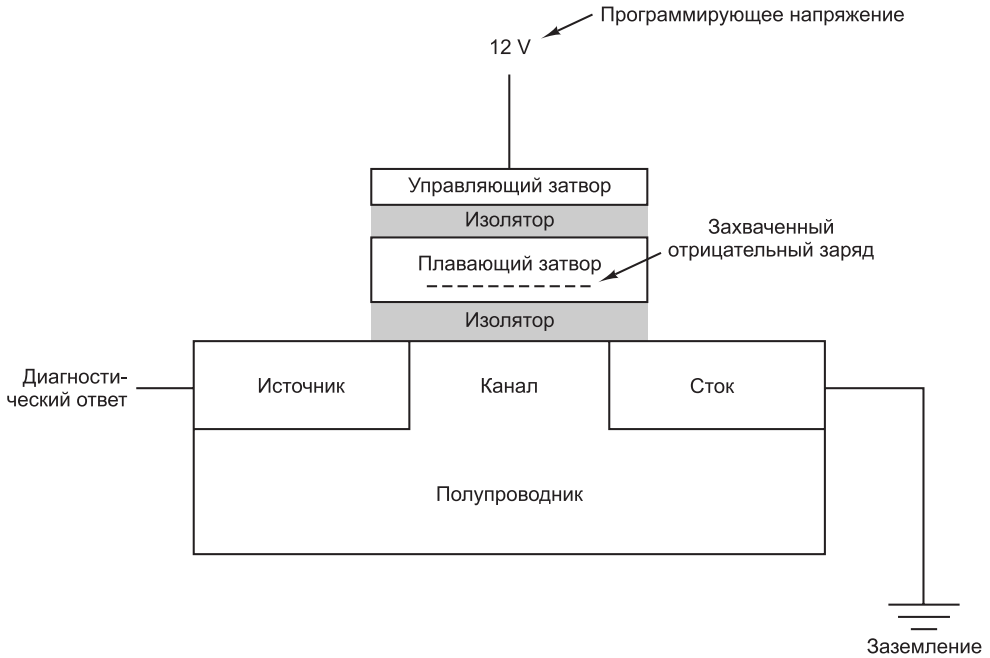 Программирующее напряжение
12 V
Управляющий затвор
Изолятор
Захваченный
отрицательный заряд
Плавающий затвор
Изолятор
Диагности-
ческий ответ
Источник
Канал
Сток
Полупроводник
Заземление